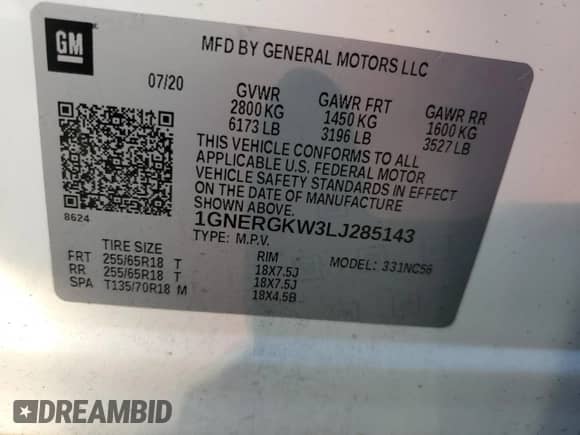 GM
MFD BY GENERAL MOTORS LLC
07/20
GVWR GAWR FRT GAWR RR
2800 KG 1450 KG 1600 KG
6173 LB 3196 LB 3527 LB
THIS VEHICLE CONFORMS TO ALL
APPLICABLE U.S. FEDERAL MOTOR
VEHICLE SAFETY STANDARDS IN EFFECT
ON THE DATE OF MANUFACTURE
SHOWN ABOVE.
8624
1GNERGKW3LJ285143
TYPE: M.P.V. MODEL: 331NC56
TIRE SIZE RIM
FRT 255/65R18 T 18X7.5J
RR 255/65R18 T 18X7.5J
SPA T135/70R18 M 18X4.5B
DREAMBID